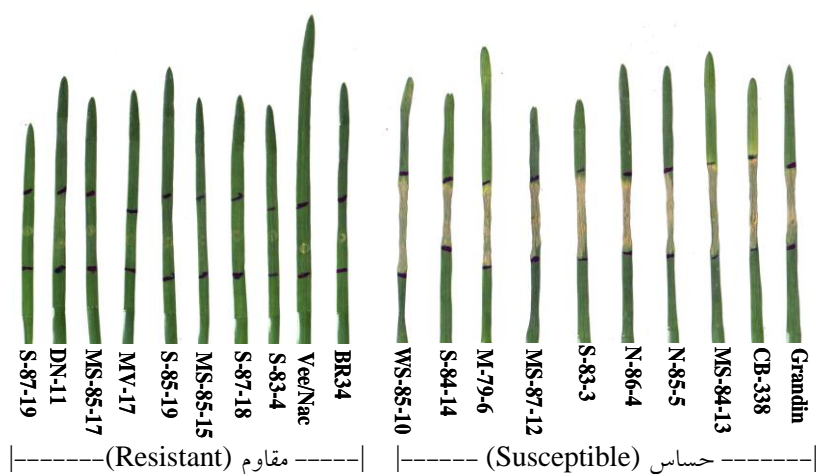 S-87-19
DN-11
MS-85-17
MV-17
S-85-19
MS-85-15
S-87-18
S-83-4
Vee/Nac
BR34
WS-85-10
S-84-14
M-79-6
MS-87-12
S-83-3
N-86-4
N-85-5
MS-84-13
CB-338
Grandin
|-------(Resistant) مقاوم -----| |------ (Susceptible) حساس -------|